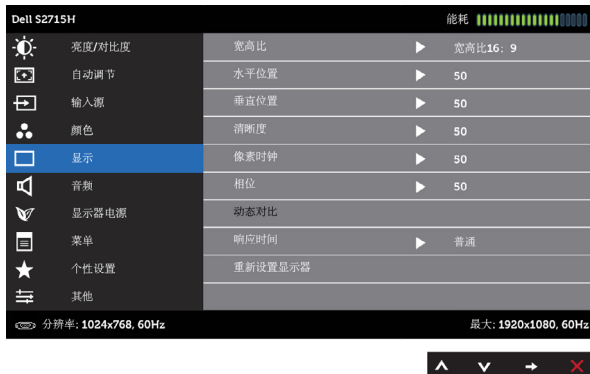 Dell S2715H 能耗
亮度/对比度 宽高比 宽高比16: 9
自动调节 水平位置 50
输入源 垂直位置 50
颜色 清晰度 50
显示 像素时钟 50
音频 相位 50
显示器电源 动态对比
菜单 响应时间 普通
个性设置 重新设置显示器
其他
分辨率: 1024x768, 60Hz 最大: 1920x1080, 60Hz